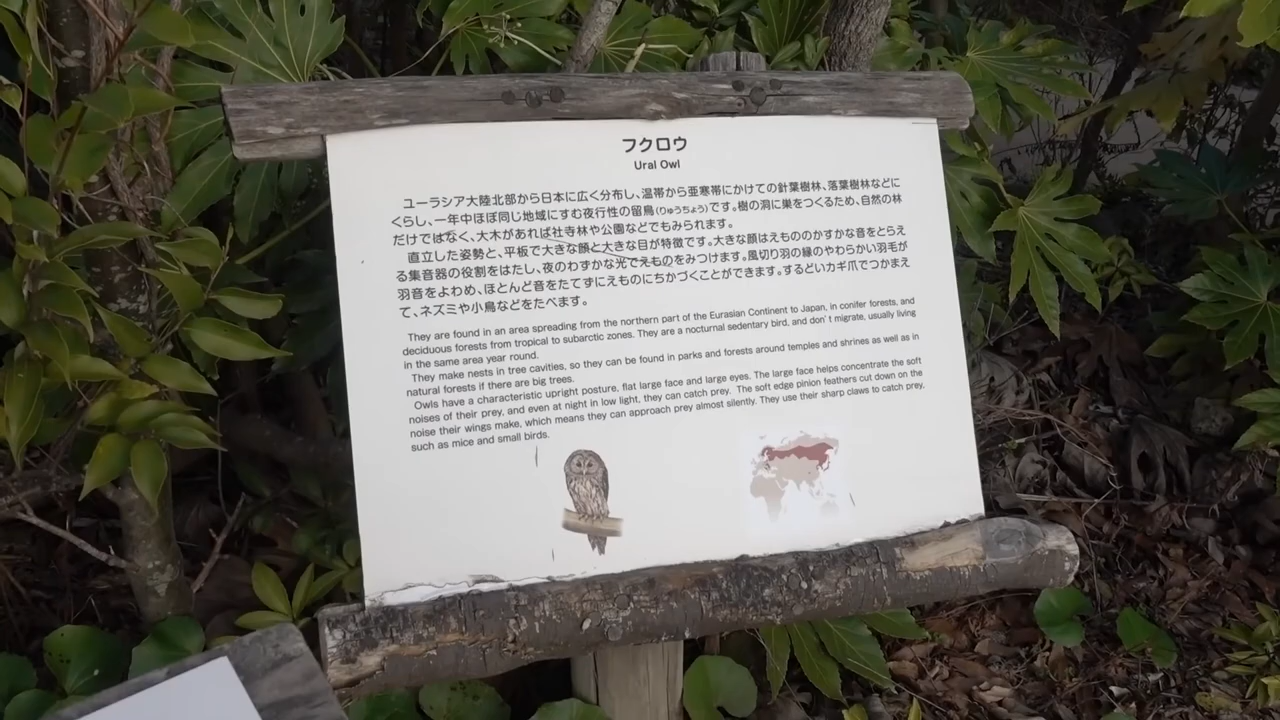 フクロウ
Ural Owl
ユーラシア大陸北部から日本に広く分布し、温帯から亜寒帯にかけての針葉樹林、落葉樹林などに
くらし、一年中ほぼ同じ地域にすむ夜行性の留鳥(りゅうちょう)です。樹の洞に巣をつくるため、自然の林
だけではなく、大木があれば社寺林や公園などでもみられます。
直立した姿勢と、平板で大きな顔と大きな目が特徴です。大きな顔はえもののかすかな音をとらえ
る集音器の役割をはたし、夜のわずかな光でえものをみつけます。風切り羽の縁のやわらかい羽毛が
羽音をよわめ、ほとんど音をたてずにえものにちかづくことができます。するどいカギ爪でつかまえ
て、ネズミや小鳥などをたべます。
They are found in an area spreading from the northern part of the Eurasian Continent to Japan, in conifer forests, and
deciduous forests from tropical to subarctic zones. They are a nocturnal sedentary bird, and don't migrate, usually living
in the same area year round.
They make nests in tree cavities, so they can be found in parks and forests around temples and shrines as well as in
natural forests if there are big trees.
Owls have a characteristic upright posture, flat large face and large eyes. The large face helps concentrate the soft
noises of their prey, and even at night in low light, they can catch prey. The soft edge pinion feathers cut down on the
noise their wings make, which means they can approach prey almost silently. They use their sharp claws to catch prey,
such as mice and small birds.